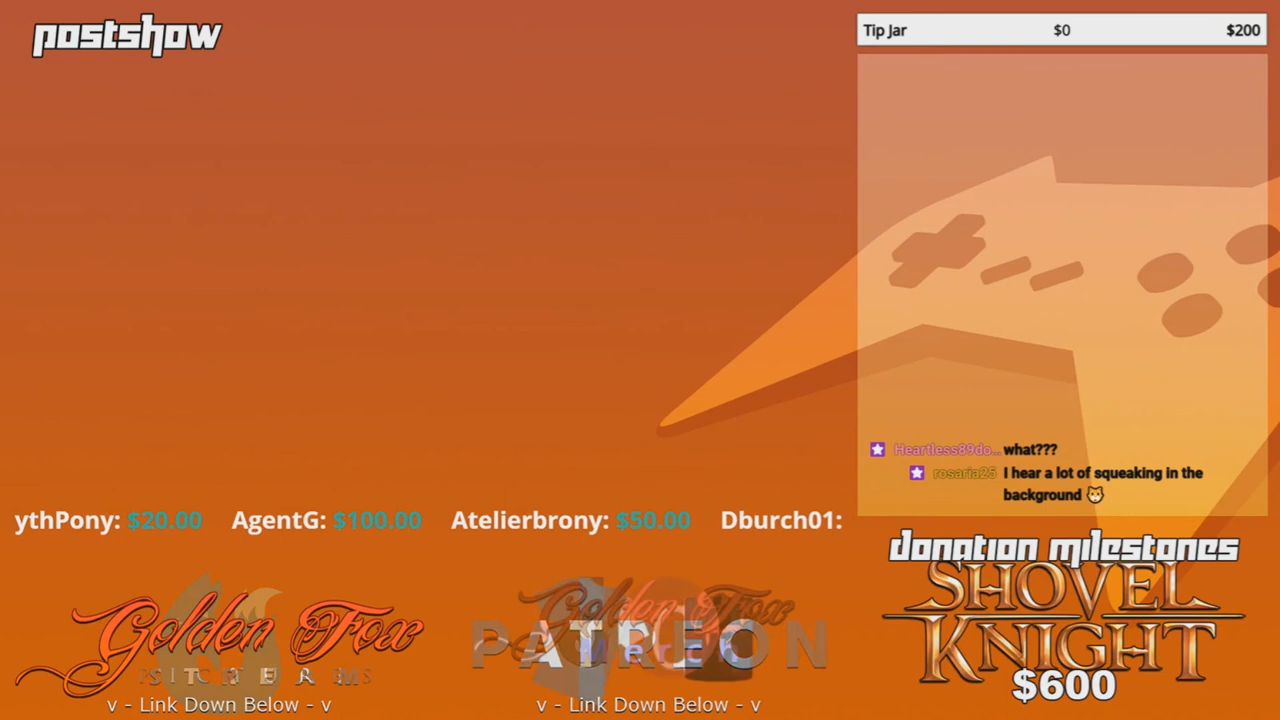 postshow
Tip Jar $0 $200
Heartless89do... what???
rosaria25 I hear a lot of squeaking in the
background
ythPony: $20.00 AgentG: $100.00 Atelierbrony: $50.00 Dburch01:
donation milestones
SHOVEL
KNIGHT
$600
Golden Fox
v - Link Down Below - v
Golden Fox
PATREON
v - Link Down Below - v